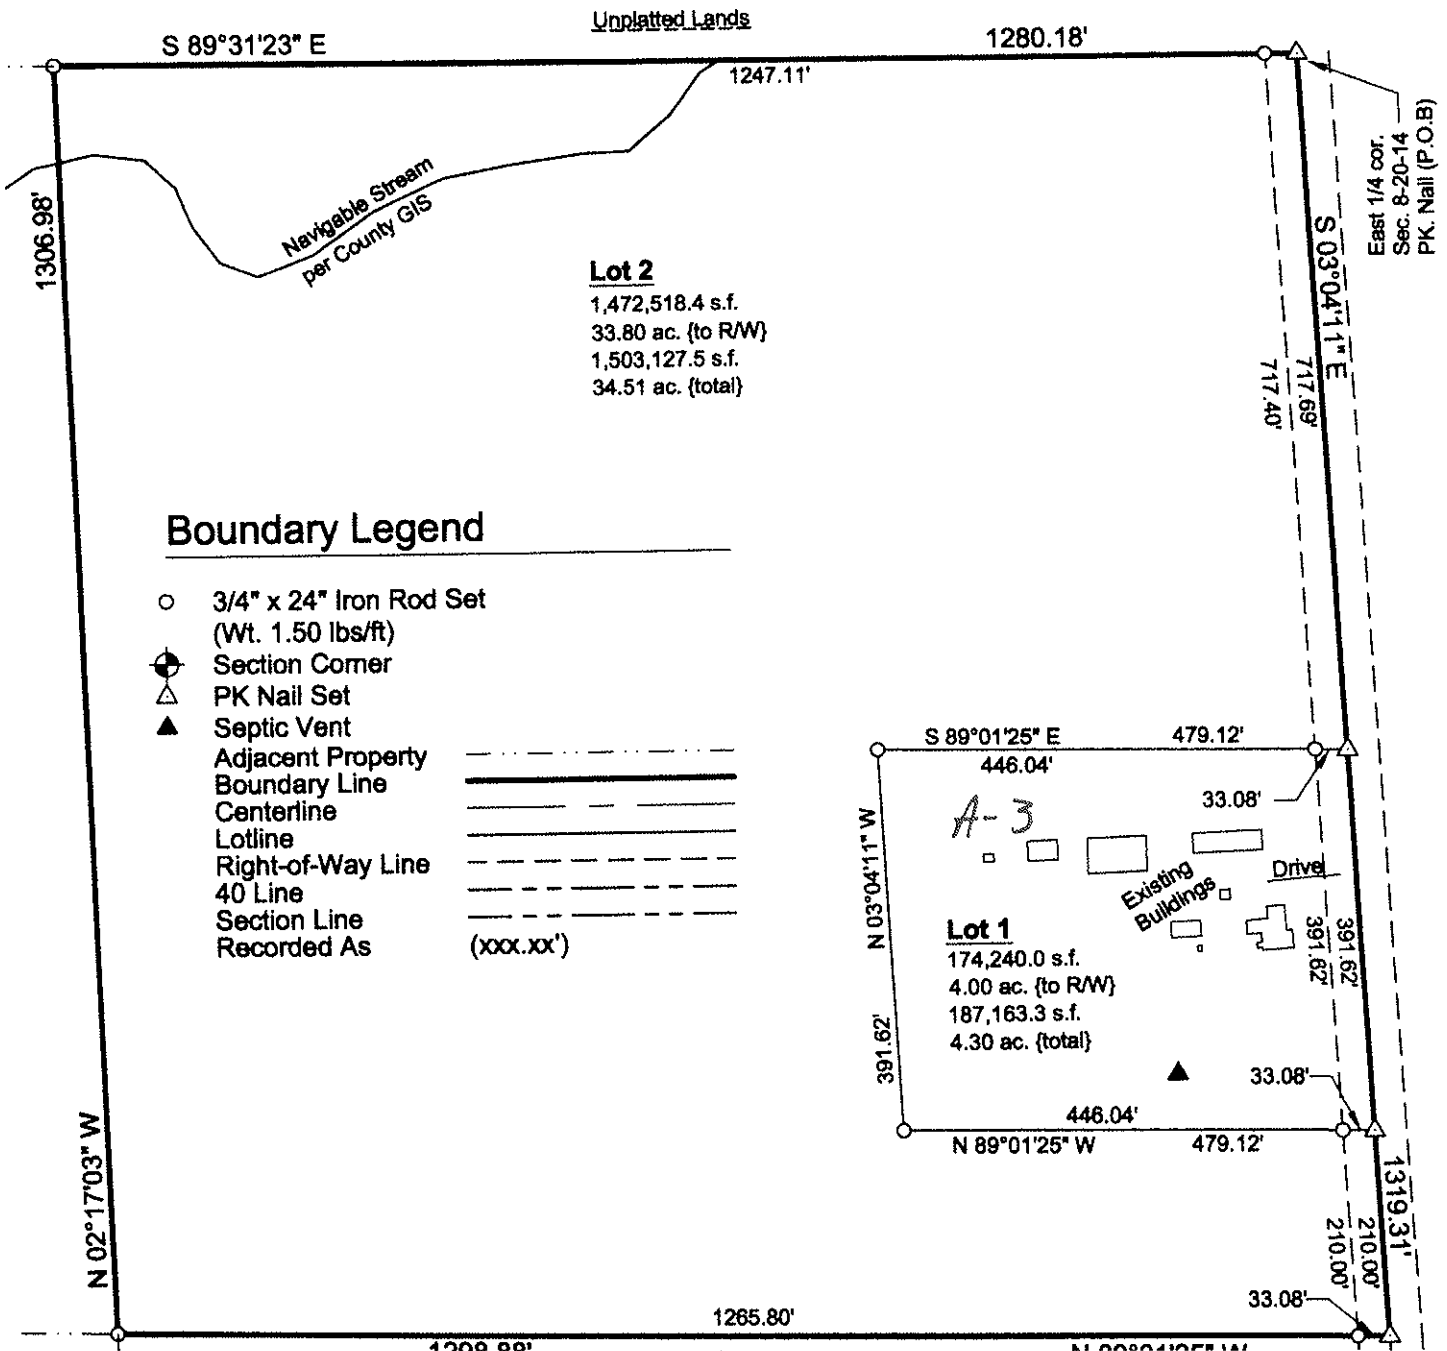 Unplatted Lands
S 89°31'23" E
1280.18'
1247.11'
East 1/4 cor.
Sec. 8-20-14
PK. Nail (P.O.B)
1306.98'
Navigable Stream
per County GIS
S 03°04'11" E
Lot 2
1,472,518.4 s.f.
33.80 ac. {to R/W}
1,503,127.5 s.f.
34.51 ac. {total}
717.40'
717.69'
Boundary Legend
3/4" x 24" Iron Rod Set
(Wt. 1.50 lbs/ft)
Section Corner
PK Nail Set
Septic Vent
Adjacent Property
Boundary Line
Centerline
Lotline
Right-of-Way Line
40 Line
Section Line
Recorded As (xxx.xx')
S 89°01'25" E
479.12'
446.04'
33.08'
A-3
N 03°04'11" W
Existing
Buildings
Drive
Lot 1
174,240.0 s.f.
4.00 ac. {to R/W}
187,163.3 s.f.
4.30 ac. {total}
391.62'
391.62'
391.62'
33.08'
446.04'
N 89°01'25" W
479.12'
N 02°17'03" W
1319.31'
210.00'
210.00'
33.08'
1265.80'
1298.88'
N 89°01'25" W